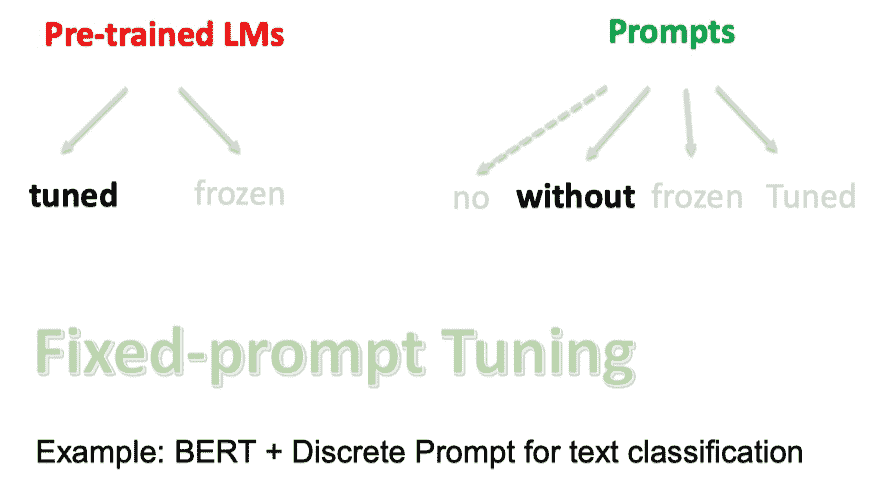 Pre-trained LMs Prompts
tuned frozen no without frozen Tuned
Fixed-prompt Tuning
Example: BERT + Discrete Prompt for text classification